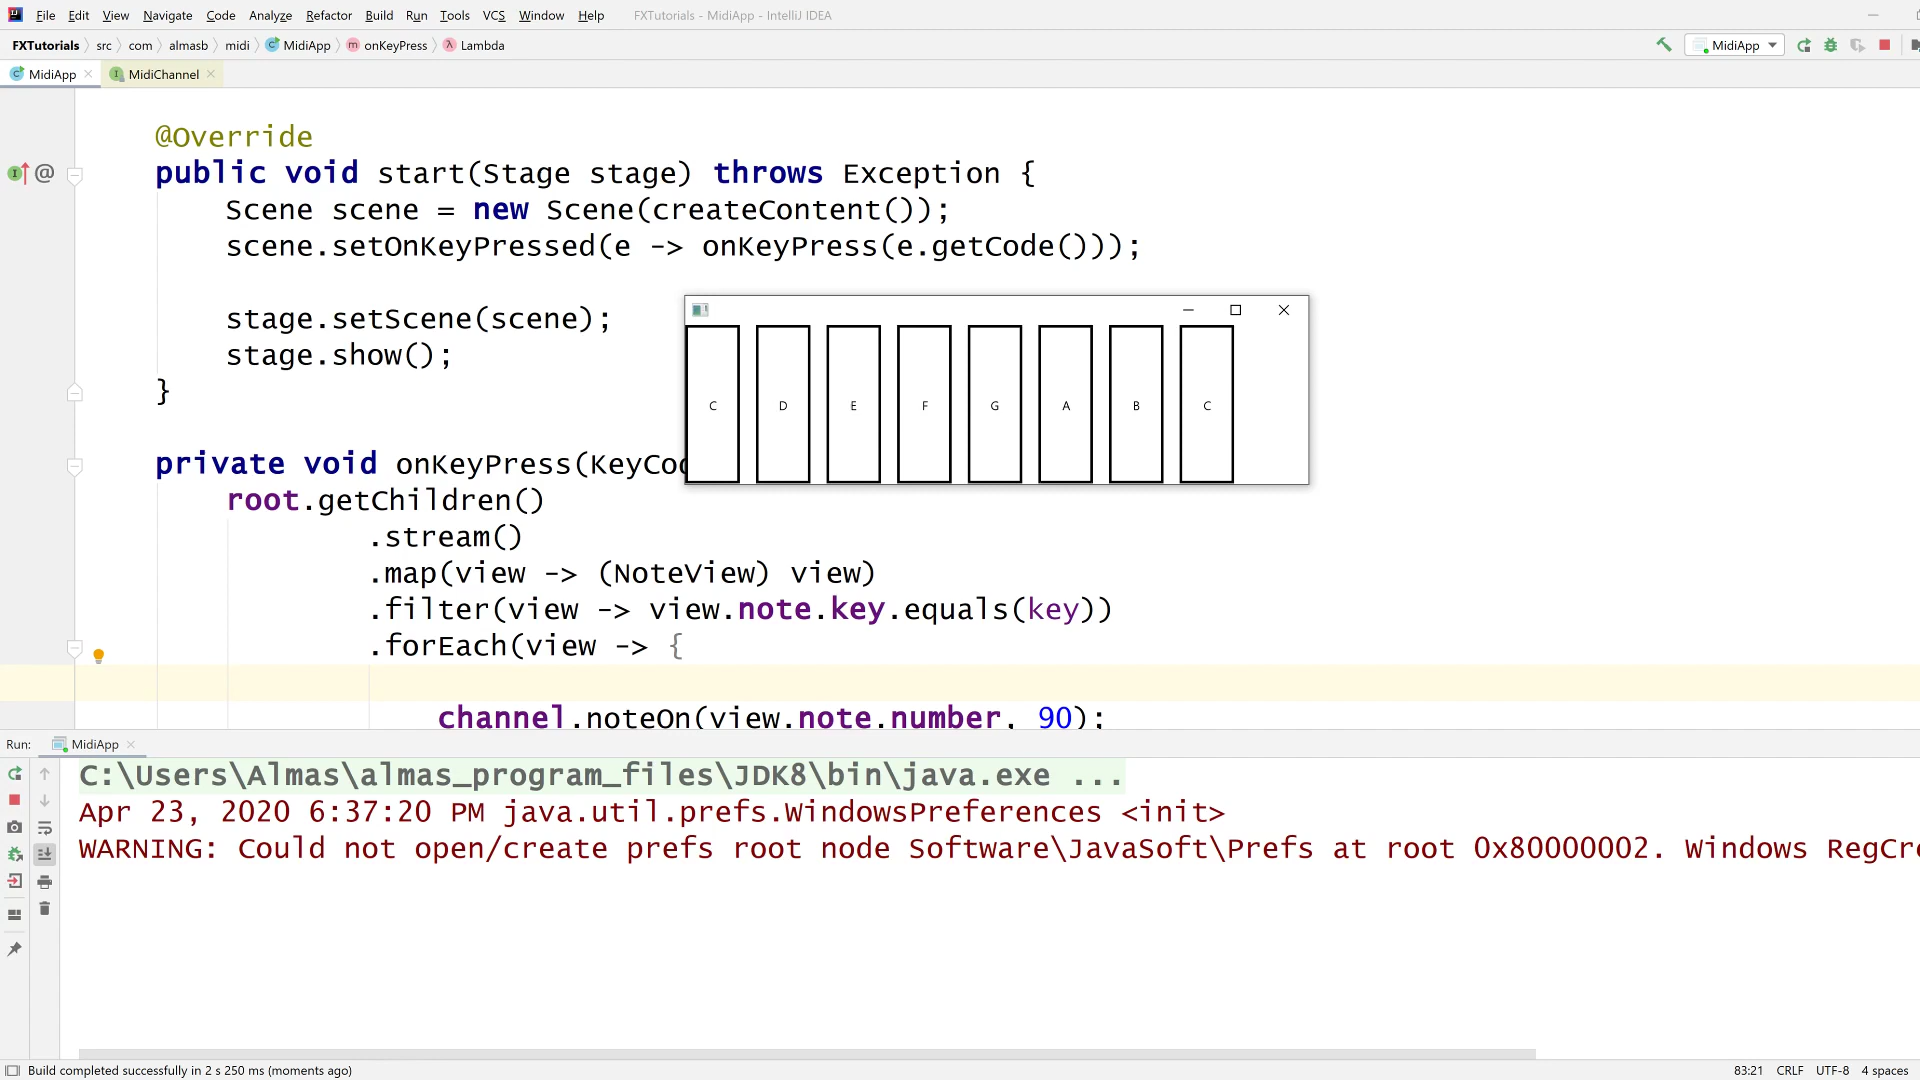 File Edit View Navigate Code Analyze Refactor Build Run Tools VCS Window Help FXTutorials - MidiApp - IntelliJ IDEA
FXTutorials src com almasb midi MidiApp onKeyPress Lambda MidiApp
MidiApp MidiChannel
@Override
public void start(Stage stage) throws Exception {
Scene scene = new Scene(createContent());
scene.setOnKeyPressed(e -> onKeyPress(e.getCode()));
stage.setScene(scene);
stage.show();
}
C D E F G A B C
private void onKeyPress(KeyCo
root.getChildren()
.stream()
.map(view -> (NoteView) view)
.filter(view -> view.note.key.equals(key))
.forEach(view -> {
channel.noteOn(view.note.number, 90);
Run: MidiApp
C:\Users\Almas\almas_program_files\JDK8\bin\java.exe ...
Apr 23, 2020 6:37:20 PM java.util.prefs.WindowsPreferences <init>
WARNING: Could not open/create prefs root node Software\JavaSoft\Prefs at root 0x80000002. Windows RegCre
Build completed successfully in 2 s 250 ms (moments ago) 83:21 CRLF UTF-8 4 spaces